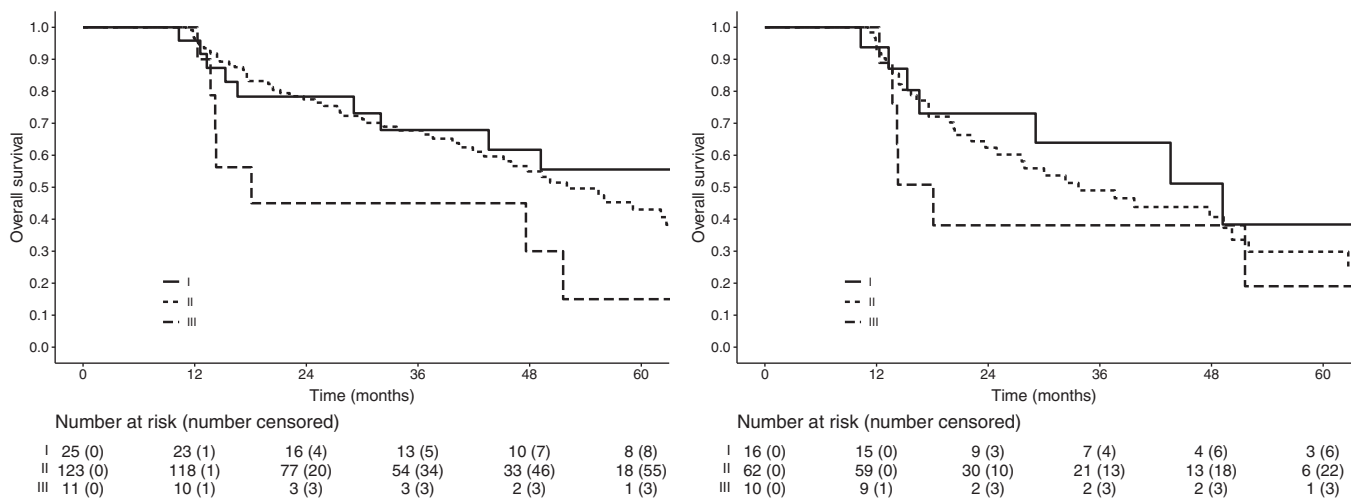 1.0
0.9
0.8
0.7
0.6
0.5
0.4
0.3
0.2
0.1
0.0
Overall survival
I
II
III
0 12 24 36 48 60
Time (months)
Number at risk (number censored)
I 25 (0) 23 (1) 16 (4) 13 (5) 10 (7) 8 (8)
II 123 (0) 118 (1) 77 (20) 54 (34) 33 (46) 18 (55)
III 11 (0) 10 (1) 3 (3) 3 (3) 2 (3) 1 (3)
1.0
0.9
0.8
0.7
0.6
0.5
0.4
0.3
0.2
0.1
0.0
Overall survival
I
II
III
0 12 24 36 48 60
Time (months)
Number at risk (number censored)
I 16 (0) 15 (0) 9 (3) 7 (4) 4 (6) 3 (6)
II 62 (0) 59 (0) 30 (10) 21 (13) 13 (18) 6 (22)
III 10 (0) 9 (1) 2 (3) 2 (3) 2 (3) 1 (3)